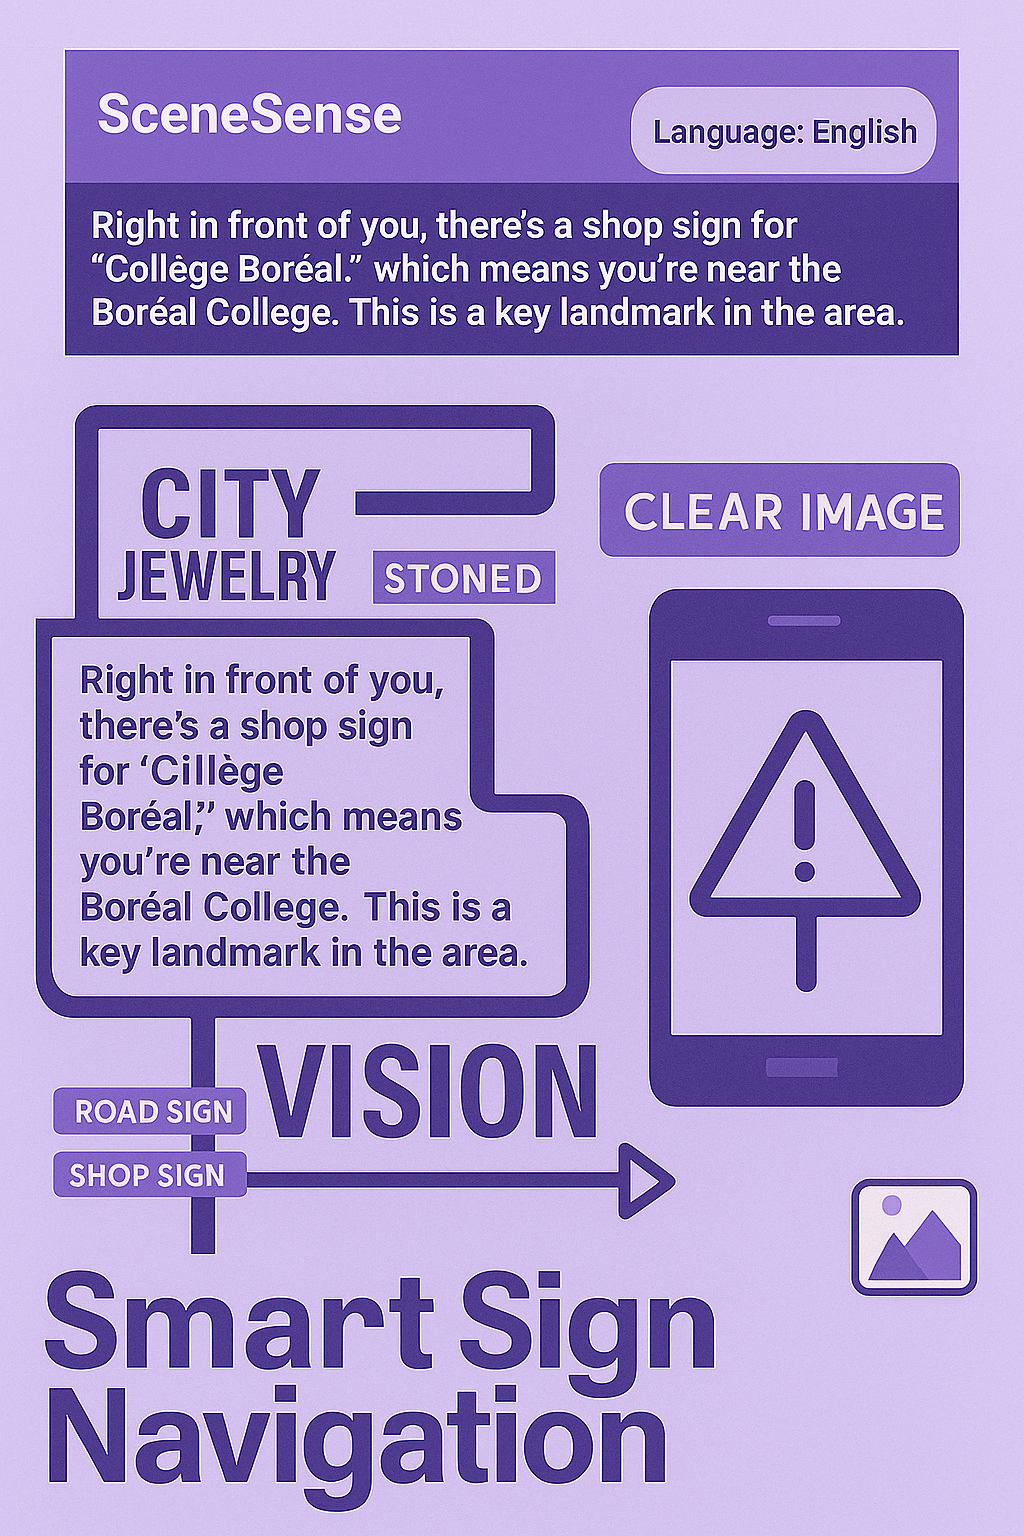 SceneSense
Language: English
Right in front of you, there’s a shop sign for
“Collège Boréal.” which means you’re near the
Boréal College. This is a key landmark in the area.
CITY
JEWELRY
STONED
CLEAR IMAGE
Right in front of you,
there’s a shop sign
for ‘Cillège
Boréal,’’ which means
you’re near the
Boréal College. This is a
key landmark in the area.
VISION
ROAD SIGN
SHOP SIGN
Smart Sign
Navigation